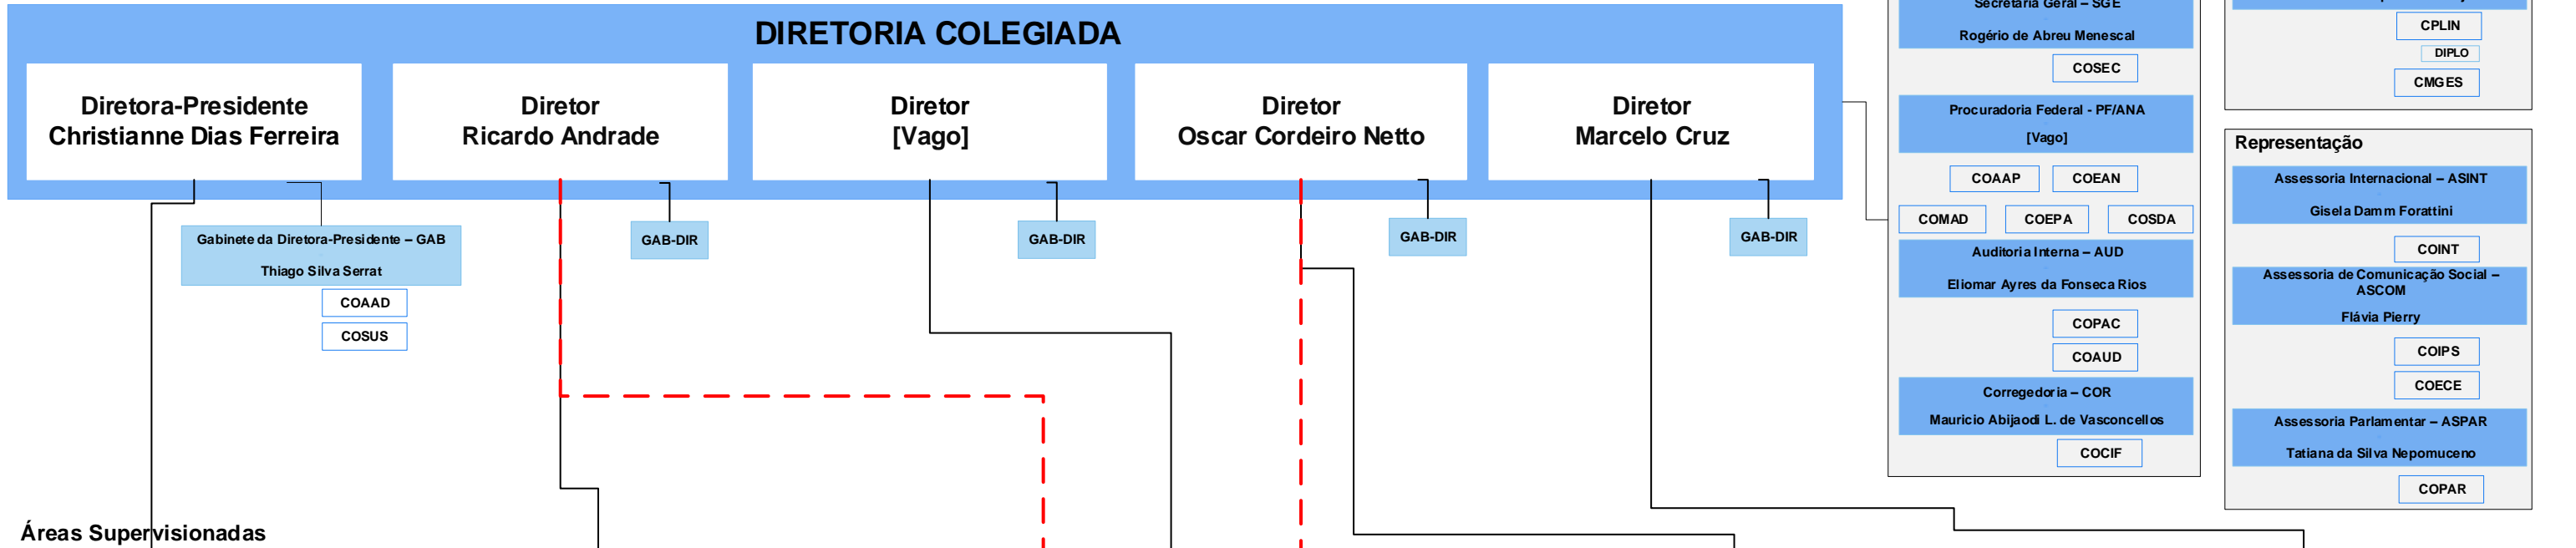 DIRETORIA COLEGIADA
Diretora-Presidente
Christianne Dias Ferreira
Diretor
Ricardo Andrade
Diretor
[Vago]
Diretor
Oscar Cordeiro Netto
Diretor
Marcelo Cruz
Gabinete da Diretora-Presidente – GAB
Thiago Silva Serrat
COAAD
COSUS
GAB-DIR
GAB-DIR
GAB-DIR
GAB-DIR
Áreas Supervisionadas
Secretaria Geral – SGE
Rogério de Abreu Menescal
COSEC
Procuradoria Federal - PF/ANA
[Vago]
COAAP
COEAN
COMAD
COEPA
COSDA
Auditoria Interna – AUD
Eliomar Ayres da Fonseca Rios
COPAC
COAUD
Corregedoria – COR
Mauricio Abijaodi L. de Vasconcellos
COCIF
CPLIN
DIPLO
CMGES
Representação
Assessoria Internacional – ASINT
Gisela Damm Forattini
COINT
Assessoria de Comunicação Social –
ASCOM
Flávia Pierry
COIPS
COECE
Assessoria Parlamentar – ASPAR
Tatiana da Silva Nepomuceno
COPAR